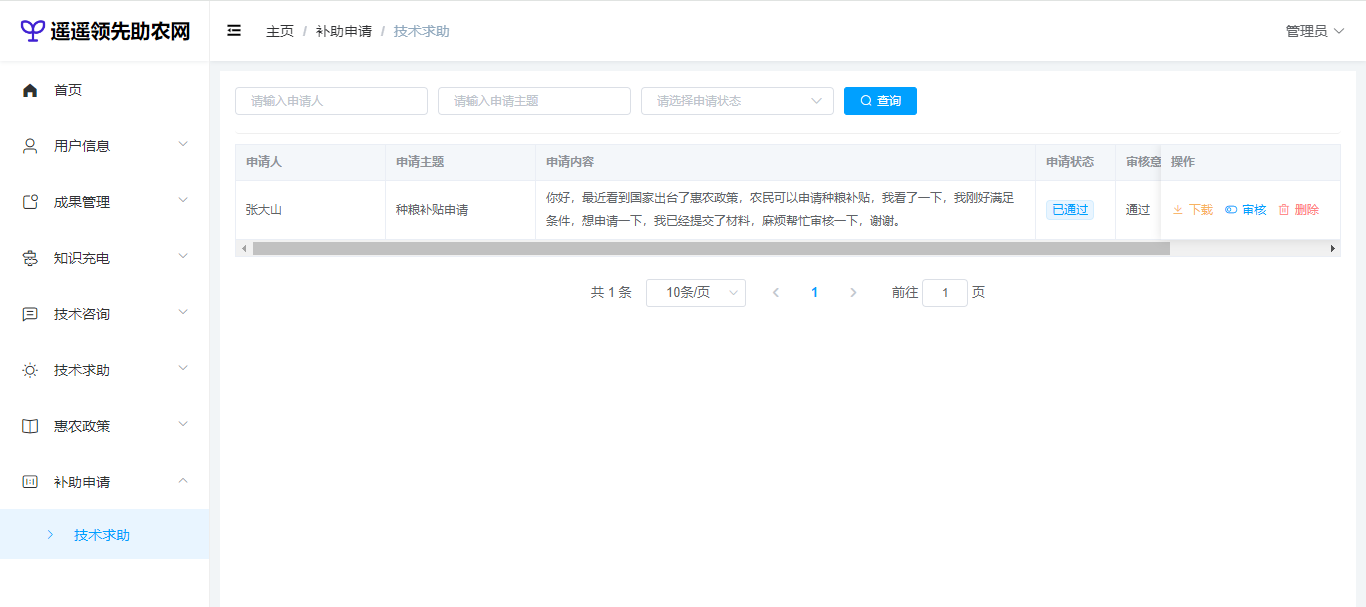 遥遥领先助农网
主页 / 补助申请 / 技术求助
管理员
首页
用户信息
成果管理
知识充电
技术咨询
技术求助
惠农政策
补助申请
技术求助
请输入申请人 请输入申请主题 请选择申请状态 查询
申请人 申请主题 申请内容 申请状态 审核意 操作
张大山 种粮补贴申请 你好，最近看到国家出台了惠农政策，农民可以申请种粮补贴，我看了一下，我刚好满足
条件，想申请一下，我已经提交了材料，麻烦帮忙审核一下，谢谢。
已通过 通过 下载 审核 删除
共 1 条 10条/页 1 前往 1 页